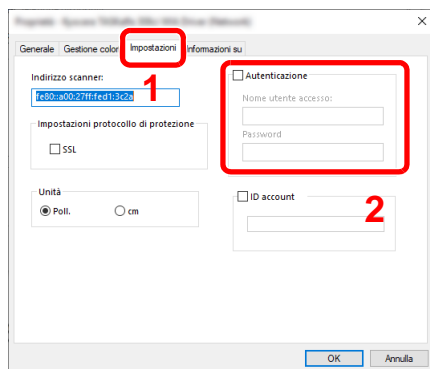 Generale Gestione color Impostazioni Informazioni su
1
Indirizzo scanner:
fe80::a00:27ff:fed1:3c2a
Impostazioni protocollo di protezione
SSL
Unità
Poll. cm
Autenticazione
Nome utente accesso:
Password
ID account
2
OK Annulla